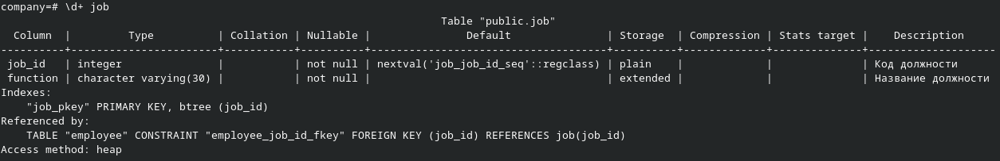 company=# \d+ job
                                                                     Table "public.job"
  Column  |         Type          | Collation | Nullable |               Default                | Storage  | Compression | Stats target |    Description
----------+-----------------------+-----------+----------+--------------------------------------+----------+-------------+--------------+--------------------
 job_id   | integer               |           | not null | nextval('job_job_id_seq'::regclass) | plain    |             |              | Код должности
 function | character varying(30) |           | not null |                                      | extended |             |              | Название должности
Indexes:
    "job_pkey" PRIMARY KEY, btree (job_id)
Referenced by:
    TABLE "employee" CONSTRAINT "employee_job_id_fkey" FOREIGN KEY (job_id) REFERENCES job(job_id)
Access method: heap